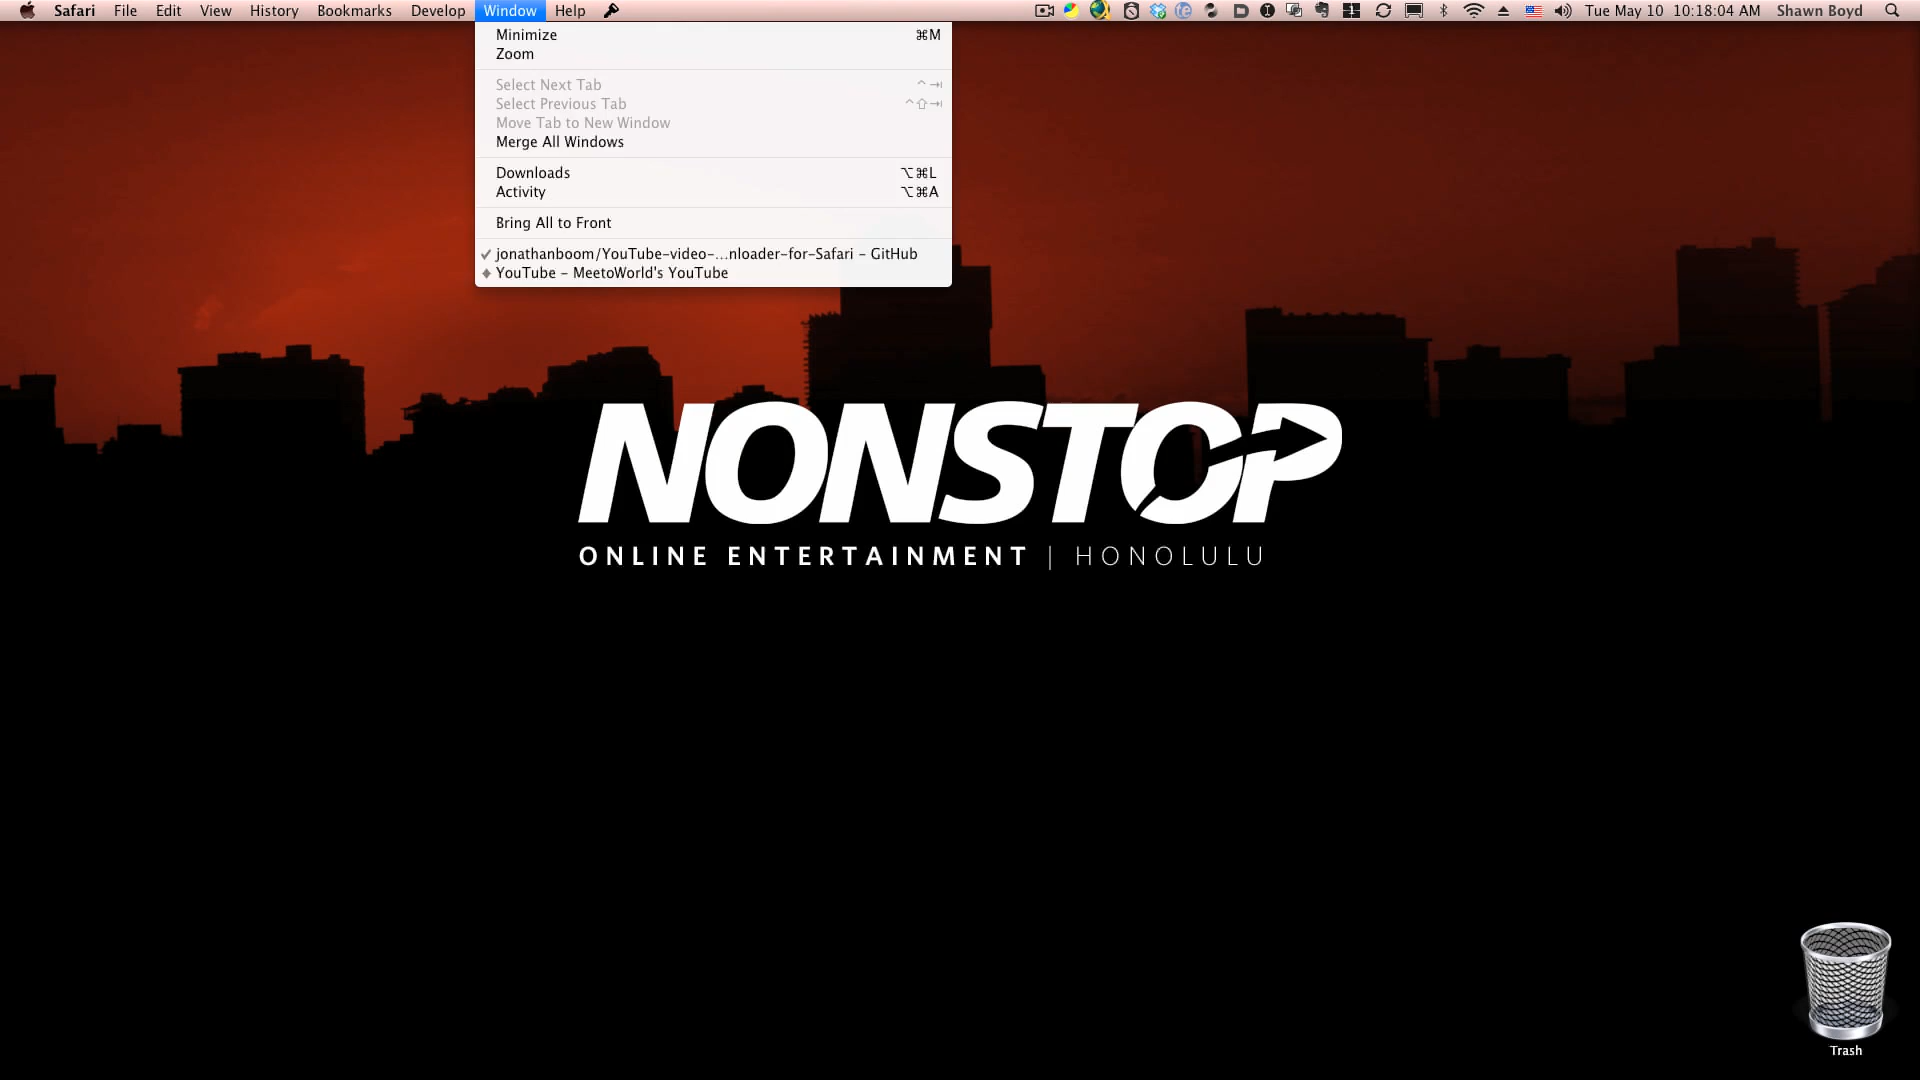 Safari File Edit View History Bookmarks Develop Window Help Tue May 10 10:18:04 AM Shawn Boyd
Minimize ⌘M
Zoom
Select Next Tab ⌃⇥
Select Previous Tab ⌃⇧⇥
Move Tab to New Window
Merge All Windows
Downloads ⌥⌘L
Activity ⌥⌘A
Bring All to Front
✓ jonathanboom/YouTube-video-...nloader-for-Safari - GitHub
◆ YouTube - MeetoWorld's YouTube
NONSTOP
ONLINE ENTERTAINMENT | HONOLULU
Trash